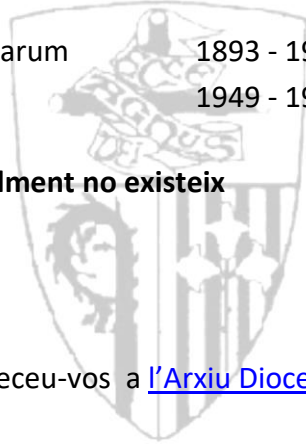 arum 1893 - 19
1949 - 19
lment no existeix
eceu-vos a l'Arxiu Dioce